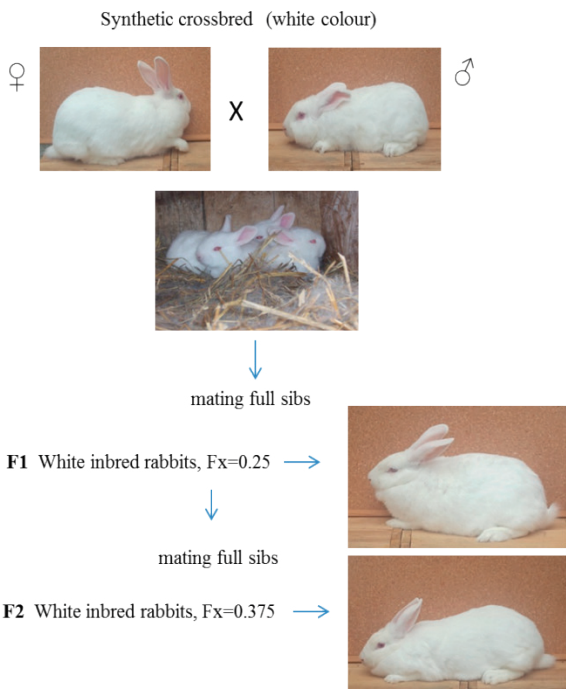 Synthetic crossbred (white colour)
♀
X
♂
mating full sibs
F1 White inbred rabbits, Fx=0.25
mating full sibs
F2 White inbred rabbits, Fx=0.375